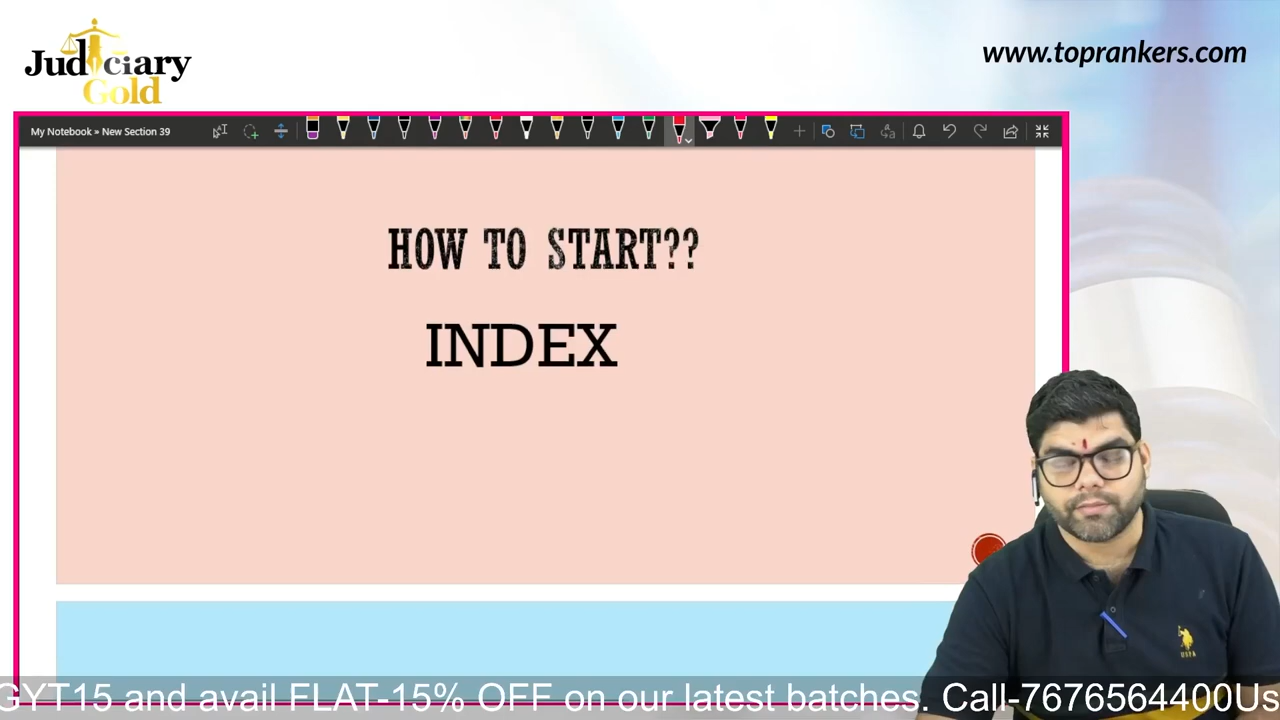 Judiciary
Gold
www.toprankers.com
My Notebook » New Section 39
HOW TO START??
INDEX
USPA
GYT15 and avail FLAT-15% OFF on our latest batches. Call-7676564400Us